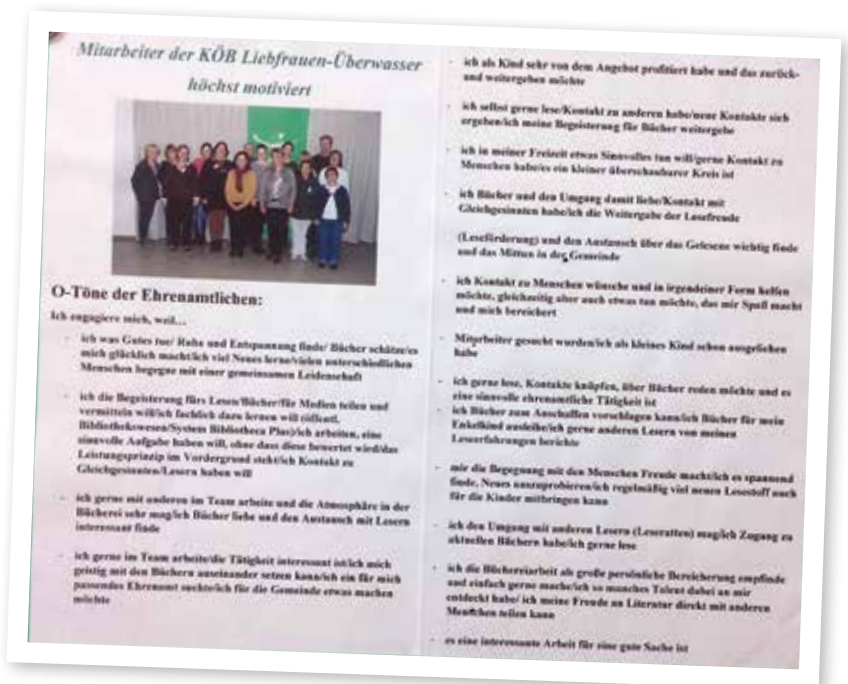 Mitarbeiter der KÖB Liebfrauen-Überwasser
höchst motiviert
O-Töne der Ehrenamtlichen:
Ich engagiere mich, weil…
- ich was Gutes tue/ Ruhe und Entspannung finde/ Bücher schätze/es
mich glücklich macht/ich viel Neues lerne/vielen unterschiedlichen
Menschen begegne mit einer gemeinsamen Leidenschaft
- ich die Begeisterung fürs Lesen/Bücher/für Medien teilen und
vermitteln will/ich fachlich dazu lernen will (öffentl.
Bibliothekswesen/System Bibliotheca Plus)/ich arbeiten, eine
sinnvolle Aufgabe haben will, ohne dass diese bewertet wird/das
Leistungsprinzip im Vordergrund steht/ich Kontakt zu
Gleichgesinnten/Lesern haben will
- ich gerne mit anderen im Team arbeite und die Atmosphäre in der
Bücherei sehr mag/ich Bücher liebe und den Austausch mit Lesern
interessant finde
- ich gerne im Team arbeite/die Tätigkeit interessant ist/ich mich
geistig mit den Büchern auseinander setzen kann/ich ein für mich
passendes Ehrenamt suchte/ich für die Gemeinde etwas machen
möchte
- ich als Kind sehr von dem Angebot profitiert habe und das zurück-
und weitergeben möchte
- ich selbst gerne lese/Kontakt zu anderen habe/neue Kontakte sich
ergeben/ich meine Begeisterung für Bücher weitergebe
- ich in meiner Freizeit etwas Sinnvolles tun will/gerne Kontakt zu
Menschen habe/es ein kleiner überschaubarer Kreis ist
- ich Bücher und den Umgang damit liebe/Kontakt mit
Gleichgesinnten habe/ich die Weitergabe der Lesefreude
(Leseförderung) und den Austausch über das Gelesene wichtig finde
und das Mittun in der Gemeinde
- ich Kontakt zu Menschen wünsche und in irgendeiner Form helfen
möchte, gleichzeitig aber auch etwas tun möchte, das mir Spaß macht
und mich bereichert
- Mitarbeiter gesucht wurden/ich als kleines Kind schon ausgeliehen
habe
- ich gerne lese, Kontakte knüpfen, über Bücher reden möchte und es
eine sinnvolle ehrenamtliche Tätigkeit ist
- ich Bücher zum Anschaffen vorschlagen kann/ich Bücher für mein
Enkelkind ausleihe/ich gerne anderen Lesern von meinen
Leseerfahrungen berichte
- mir die Begegnung mit den Menschen Freude macht/ich es spannend
finde, Neues auszuprobieren/ich regelmäßig viel neuen Lesestoff auch
für die Kinder mitbringen kann
- ich den Umgang mit anderen Lesern (Leseratten) mag/ich Zugang zu
aktuellen Büchern habe/ich gerne lese
- ich die Büchereiarbeit als große persönliche Bereicherung empfinde
und einfach gerne mache/ich so manches Talent dabei an mir
entdeckt habe/ ich meine Freude an Literatur direkt mit anderen
Menschen teilen kann
- es eine interessante Arbeit für eine gute Sache ist